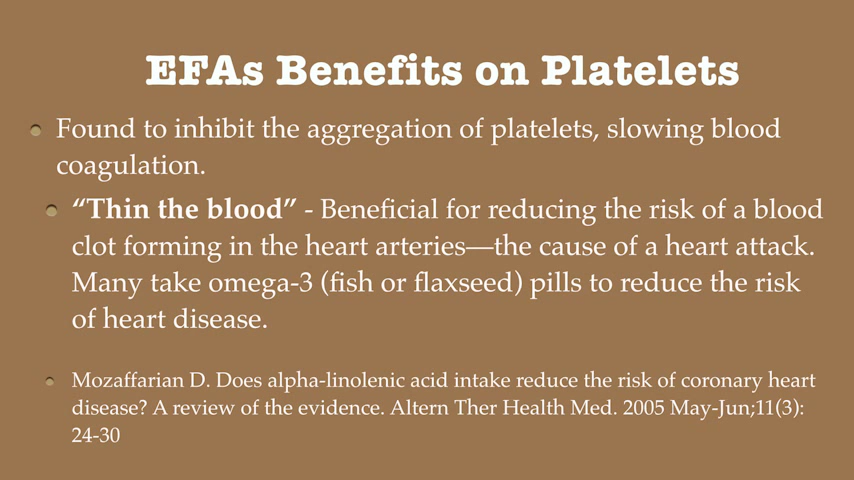 EFAs Benefits on Platelets
Found to inhibit the aggregation of platelets, slowing blood
coagulation.
“Thin the blood” - Beneficial for reducing the risk of a blood
clot forming in the heart arteries—the cause of a heart attack.
Many take omega-3 (fish or flaxseed) pills to reduce the risk
of heart disease.
Mozaffarian D. Does alpha-linolenic acid intake reduce the risk of coronary heart
disease? A review of the evidence. Altern Ther Health Med. 2005 May-Jun;11(3):
24-30